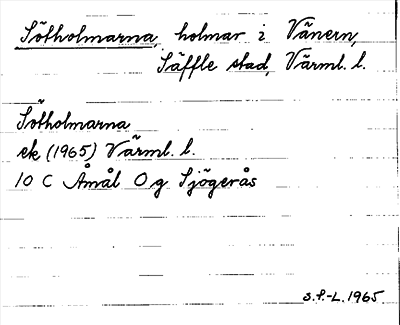 Sötholmarna, holmar i Vänern,
Säffle stad, Värml. l.
Sötholmarna
ek (1965) Värml. l.
10 C Åmål O g Sjögerås
S.F.-L. 1965